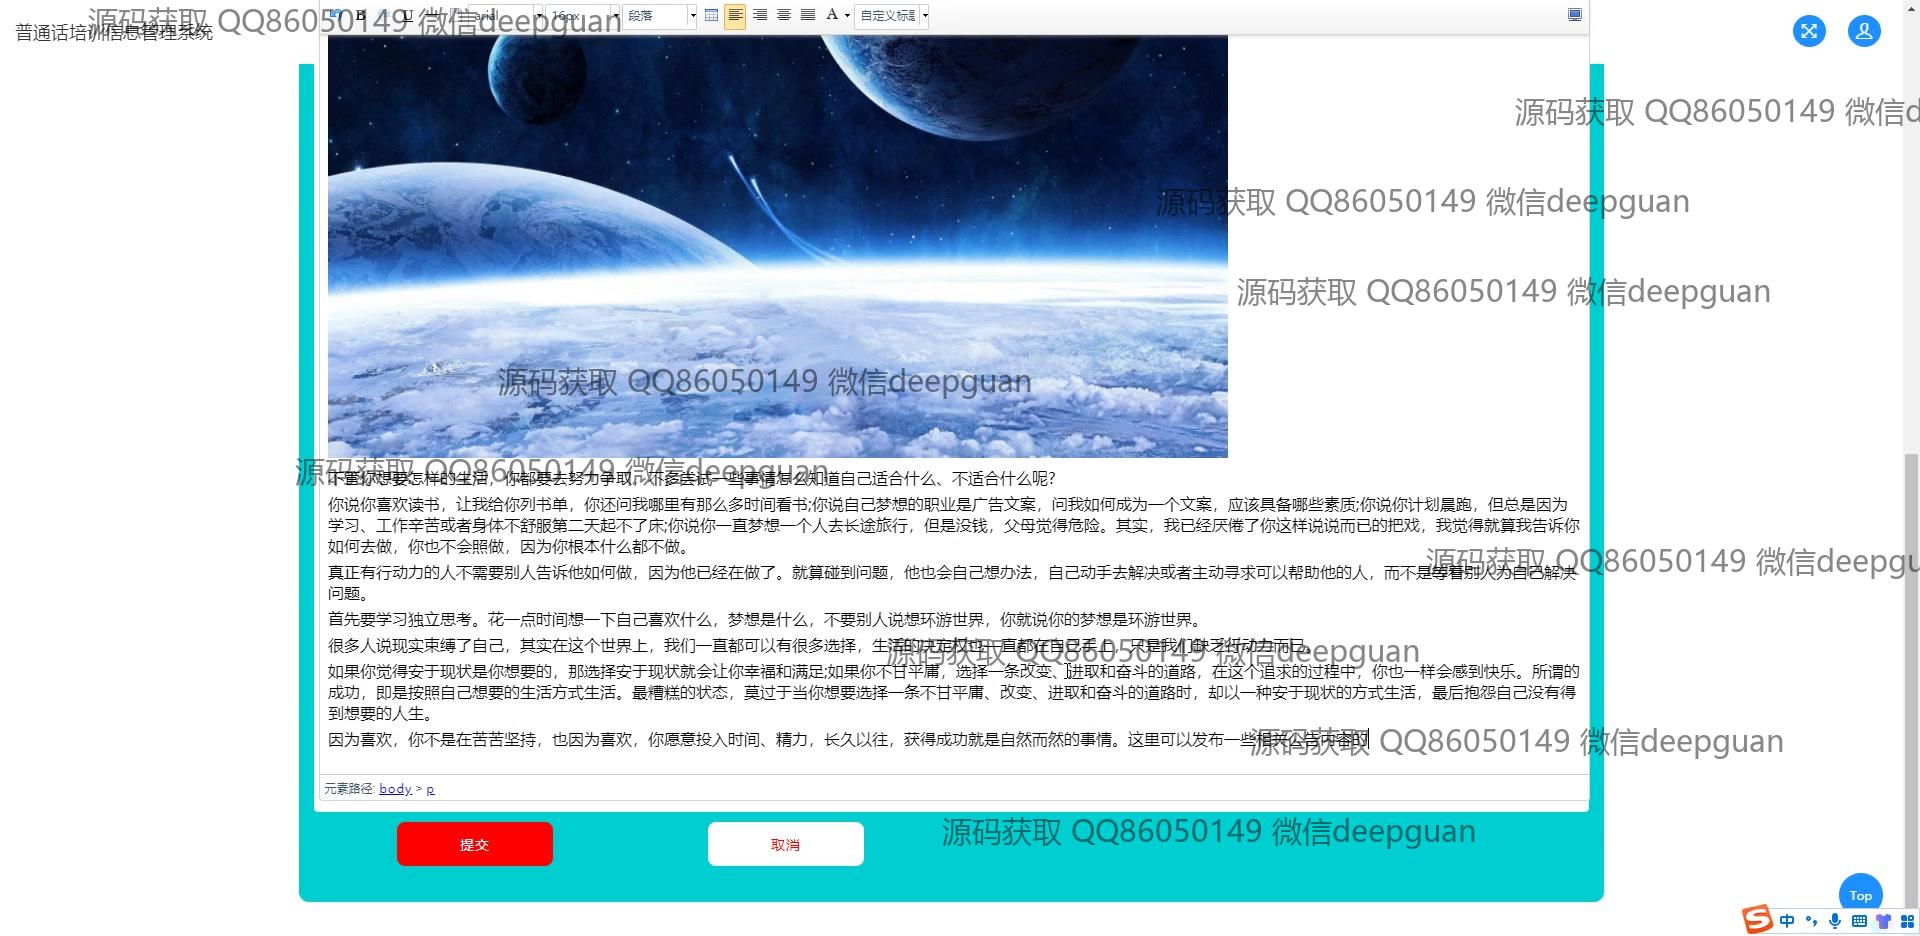 普通话培训信息管理系统
源码获取 QQ86050149 微信deepguan
B U arial 16px 段落 A 自定义标题
源码获取 QQ86050149 微信d
源码获取 QQ86050149 微信deepguan
源码获取 QQ86050149 微信deepguan
源码获取 QQ86050149 微信deepguan
源码获取 QQ86050149 微信deepguan
不管你想要怎样的生活，你都要去努力争取，不多尝试一些事情怎么知道自己适合什么、不适合什么呢?
你说你喜欢读书，让我给你列书单，你还问我哪里有那么多时间看书;你说自己梦想的职业是广告文案，问我如何成为一个文案，应该具备哪些素质;你说你计划晨跑，但总是因为
学习、工作辛苦或者身体不舒服第二天起不了床;你说你一直梦想一个人去长途旅行，但是没钱，父母觉得危险。其实，我已经厌倦了你这样说说而已的把戏，我觉得就算我告诉你
如何去做，你也不会照做，因为你根本什么都不做。
源码获取 QQ86050149 微信deepgu
真正有行动力的人不需要别人告诉他如何做，因为他已经在做了。就算碰到问题，他也会自己想办法，自己动手去解决或者主动寻求可以帮助他的人，而不是等着别人为自己解决
问题。
首先要学习独立思考。花一点时间想一下自己喜欢什么，梦想是什么，不要别人说想环游世界，你就说你的梦想是环游世界。
很多人说现实束缚了自己，其实在这个世界上，我们一直都可以有很多选择，生活的决定权也一直都在自己手上，只是我们缺乏行动力而已。
源码获取 QQ86050149 微信deepguan
如果你觉得安于现状是你想要的，那选择安于现状就会让你幸福和满足;如果你不甘平庸，选择一条改变、进取和奋斗的道路，在这个追求的过程中，你也一样会感到快乐。所谓的
成功，即是按照自己想要的生活方式生活。最糟糕的状态，莫过于当你想要选择一条不甘平庸、改变、进取和奋斗的道路时，却以一种安于现状的方式生活，最后抱怨自己没有得
到想要的人生。
因为喜欢，你不是在苦苦坚持，也因为喜欢，你愿意投入时间、精力，长久以往，获得成功就是自然而然的事情。这里可以发布一些相关公告内容的
源码获取 QQ86050149 微信deepguan
元素路径: body > p
源码获取 QQ86050149 微信deepguan
提交
取消
Top
中